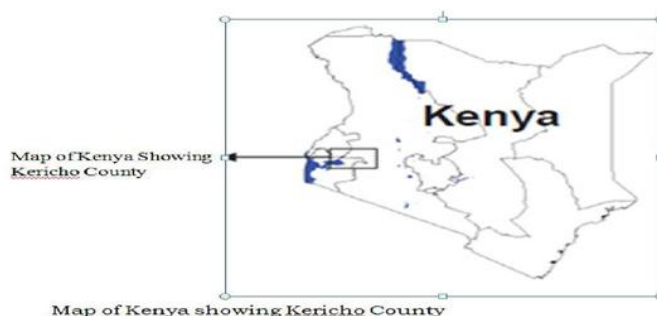 Kenya
Map of Kenya Showing
Kericho County
Map of Kenya showing Kericho County